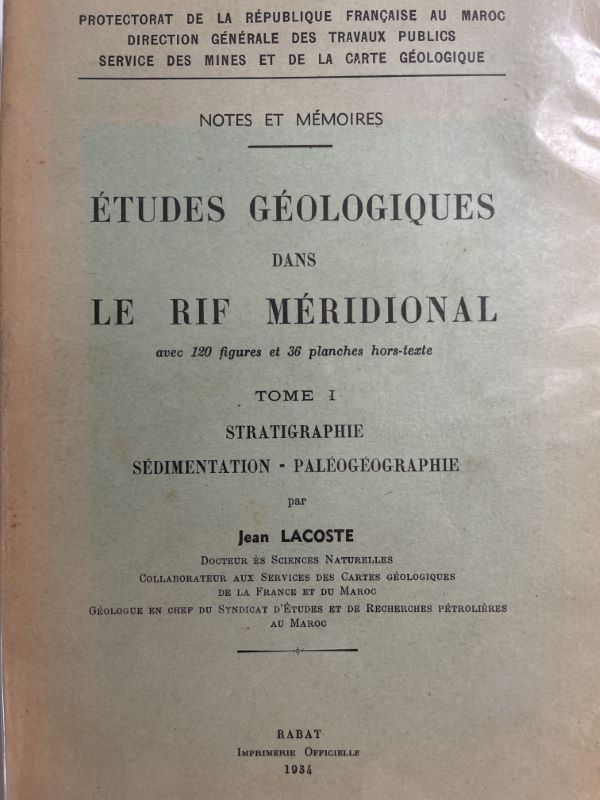 PROTECTORAT DE LA RÉPUBLIQUE FRANÇAISE AU MAROC
DIRECTION GÉNÉRALE DES TRAVAUX PUBLICS
SERVICE DES MINES ET DE LA CARTE GÉOLOGIQUE
NOTES ET MÉMOIRES
ÉTUDES GÉOLOGIQUES
DANS
LE RIF MÉRIDIONAL
avec 120 figures et 36 planches hors-texte
TOME I
STRATIGRAPHIE
SÉDIMENTATION - PALÉOGÉOGRAPHIE
par
Jean LACOSTE
DOCTEUR ÈS SCIENCES NATURELLES
COLLABORATEUR AUX SERVICES DES CARTES GÉOLOGIQUES
DE LA FRANCE ET DU MAROC
GÉOLOGUE EN CHEF DU SYNDICAT D'ÉTUDES ET DE RECHERCHES PÉTROLIÈRES
AU MAROC
RABAT
IMPRIMERIE OFFICIELLE
1934